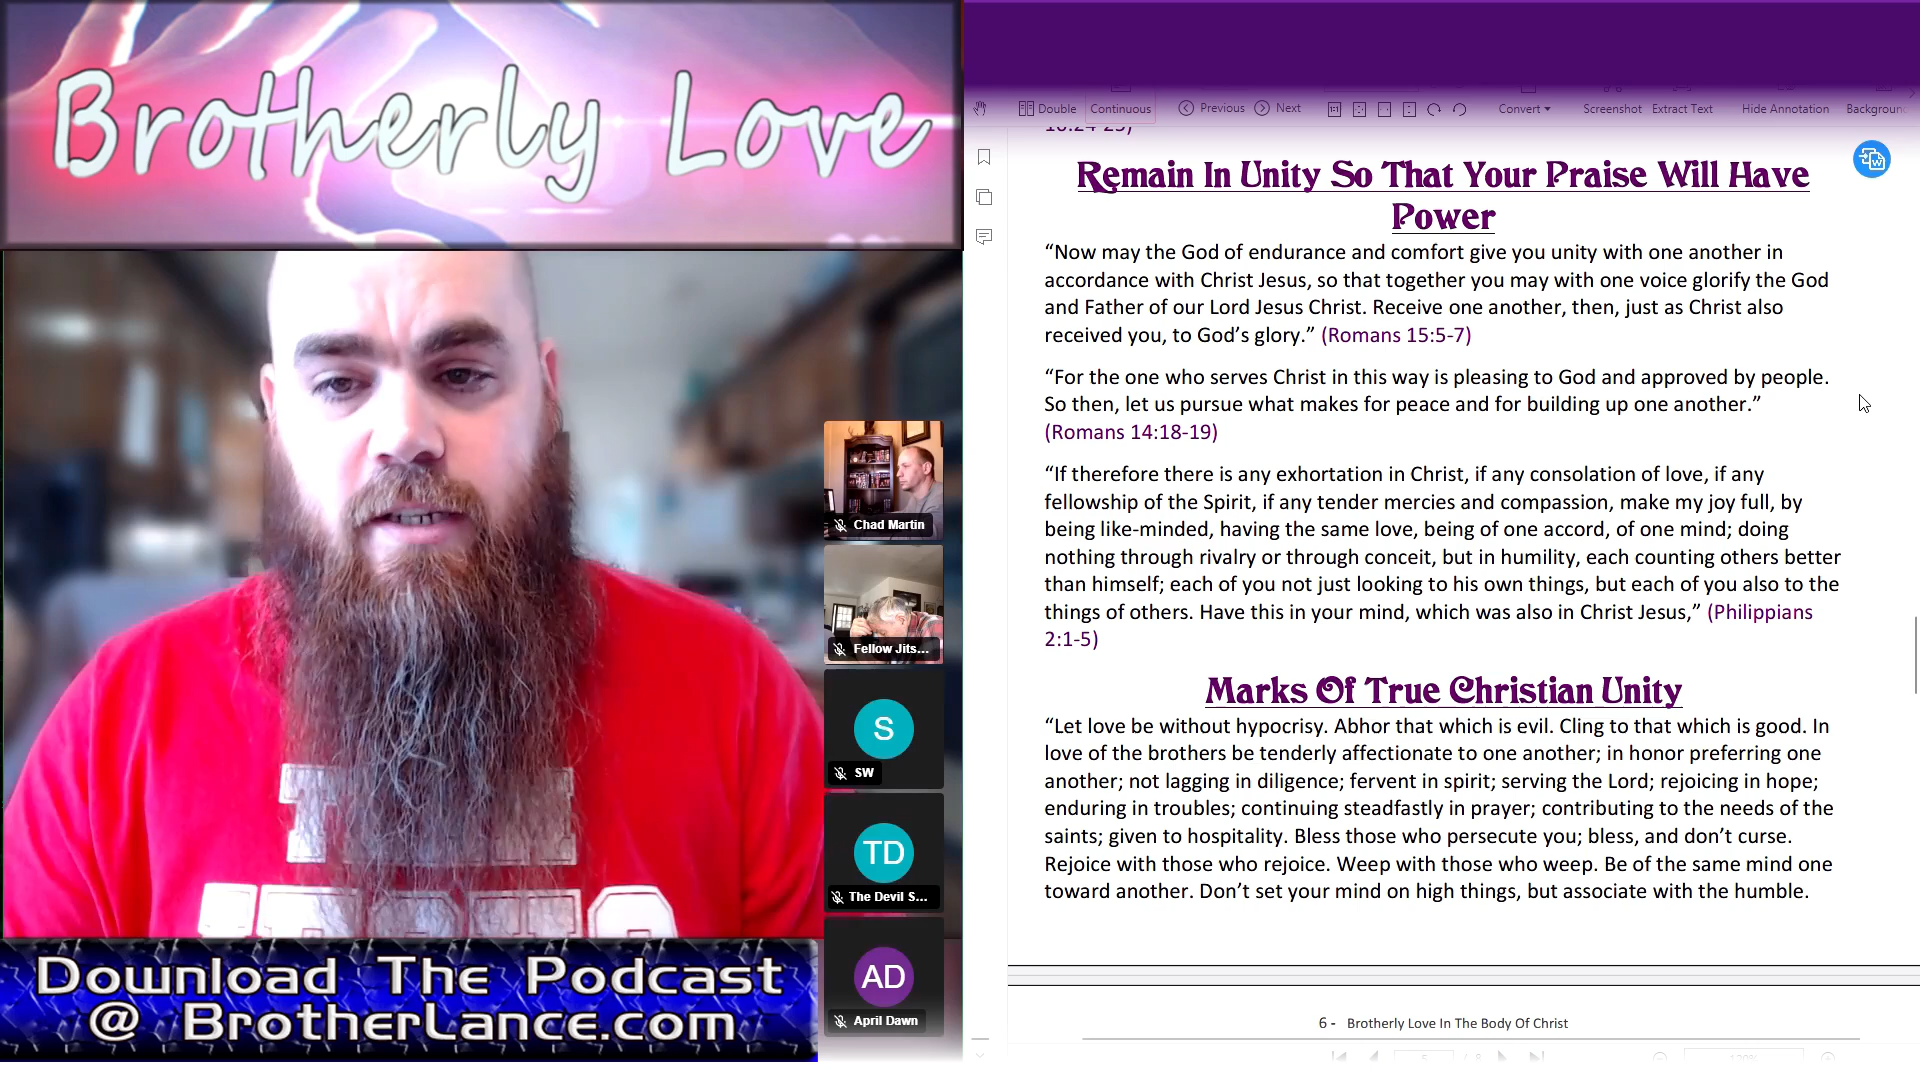 Brotherly Love
Download The Podcast
@ BrotherLance.com
Chad Martin
Fellow Jits...
S
SW
TD
The Devil S...
AD
April Dawn
Double
Continuous
Previous
Next
Convert
Screenshot
Extract Text
Hide Annotation
Backgroun
Remain In Unity So That Your Praise Will Have
Power
“Now may the God of endurance and comfort give you unity with one another in
accordance with Christ Jesus, so that together you may with one voice glorify the God
and Father of our Lord Jesus Christ. Receive one another, then, just as Christ also
received you, to God’s glory.” (Romans 15:5-7)
“For the one who serves Christ in this way is pleasing to God and approved by people.
So then, let us pursue what makes for peace and for building up one another.”
(Romans 14:18-19)
“If therefore there is any exhortation in Christ, if any consolation of love, if any
fellowship of the Spirit, if any tender mercies and compassion, make my joy full, by
being like-minded, having the same love, being of one accord, of one mind; doing
nothing through rivalry or through conceit, but in humility, each counting others better
than himself; each of you not just looking to his own things, but each of you also to the
things of others. Have this in your mind, which was also in Christ Jesus,” (Philippians
2:1-5)
Marks Of True Christian Unity
“Let love be without hypocrisy. Abhor that which is evil. Cling to that which is good. In
love of the brothers be tenderly affectionate to one another; in honor preferring one
another; not lagging in diligence; fervent in spirit; serving the Lord; rejoicing in hope;
enduring in troubles; continuing steadfastly in prayer; contributing to the needs of the
saints; given to hospitality. Bless those who persecute you; bless, and don’t curse.
Rejoice with those who rejoice. Weep with those who weep. Be of the same mind one
toward another. Don’t set your mind on high things, but associate with the humble.
6 - Brotherly Love In The Body Of Christ